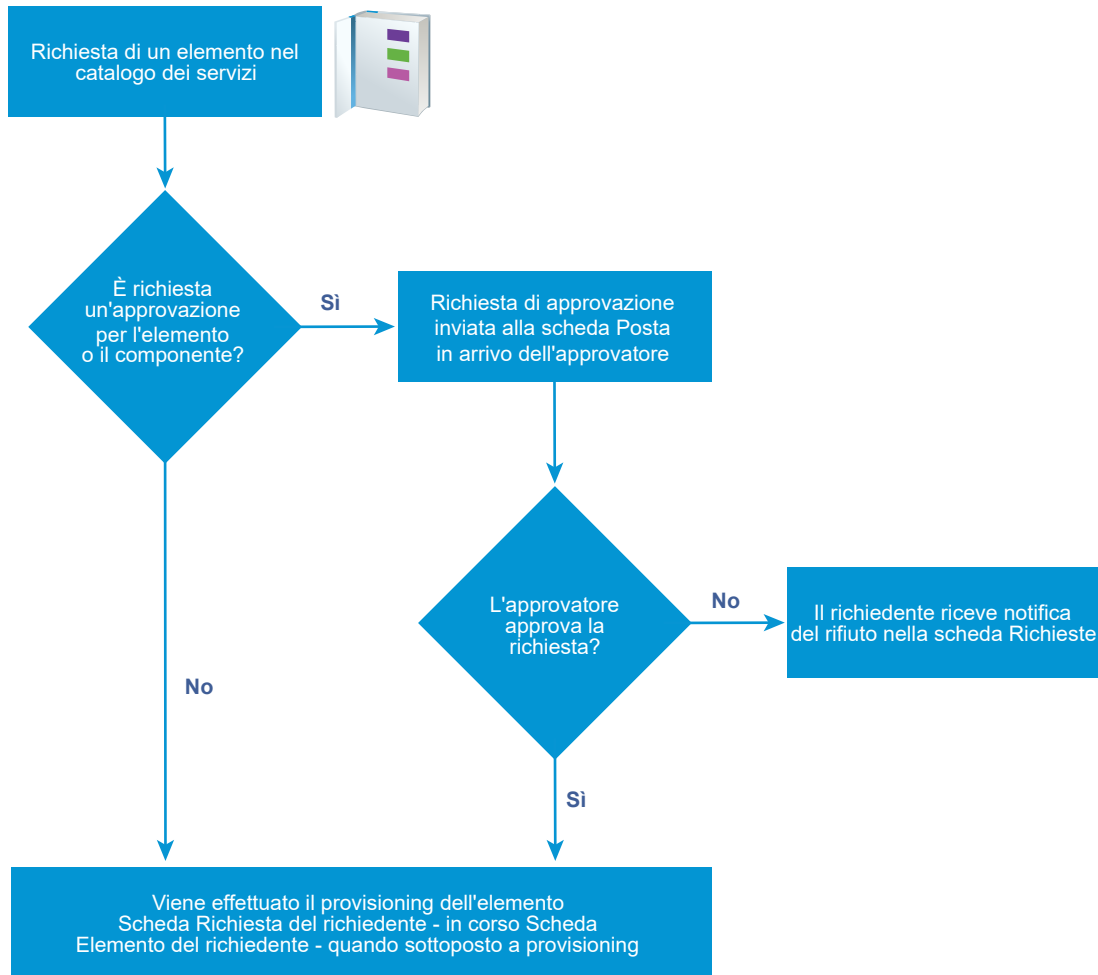 Richiesta di un elemento nel
catalogo dei servizi
È richiesta
un'approvazione
per l'elemento
o il componente?
Sì
Richiesta di approvazione
inviata alla scheda Posta
in arrivo dell'approvatore
L'approvatore
approva la
richiesta?
No
Il richiedente riceve notifica
del rifiuto nella scheda Richieste
No
Sì
Viene effettuato il provisioning dell'elemento
Scheda Richiesta del richiedente - in corso Scheda
Elemento del richiedente - quando sottoposto a provisioning